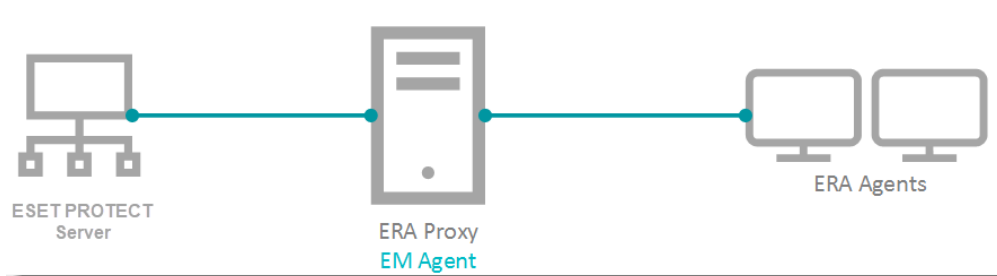 ESET PROTECT
Server
ERA Proxy
EM Agent
ERA Agents